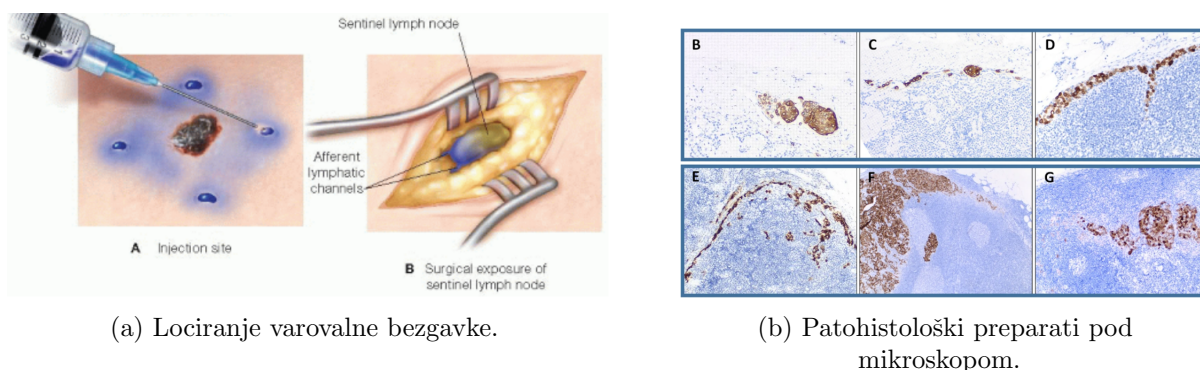 Sentinel lymph node
Afferent
lymphatic
channels
A Injection site
B Surgical exposure of
sentinel lymph node
(a) Lociranje varovalne bezgavke.
B C D
E F G
(b) Patohistološki preparati pod
mikroskopom.